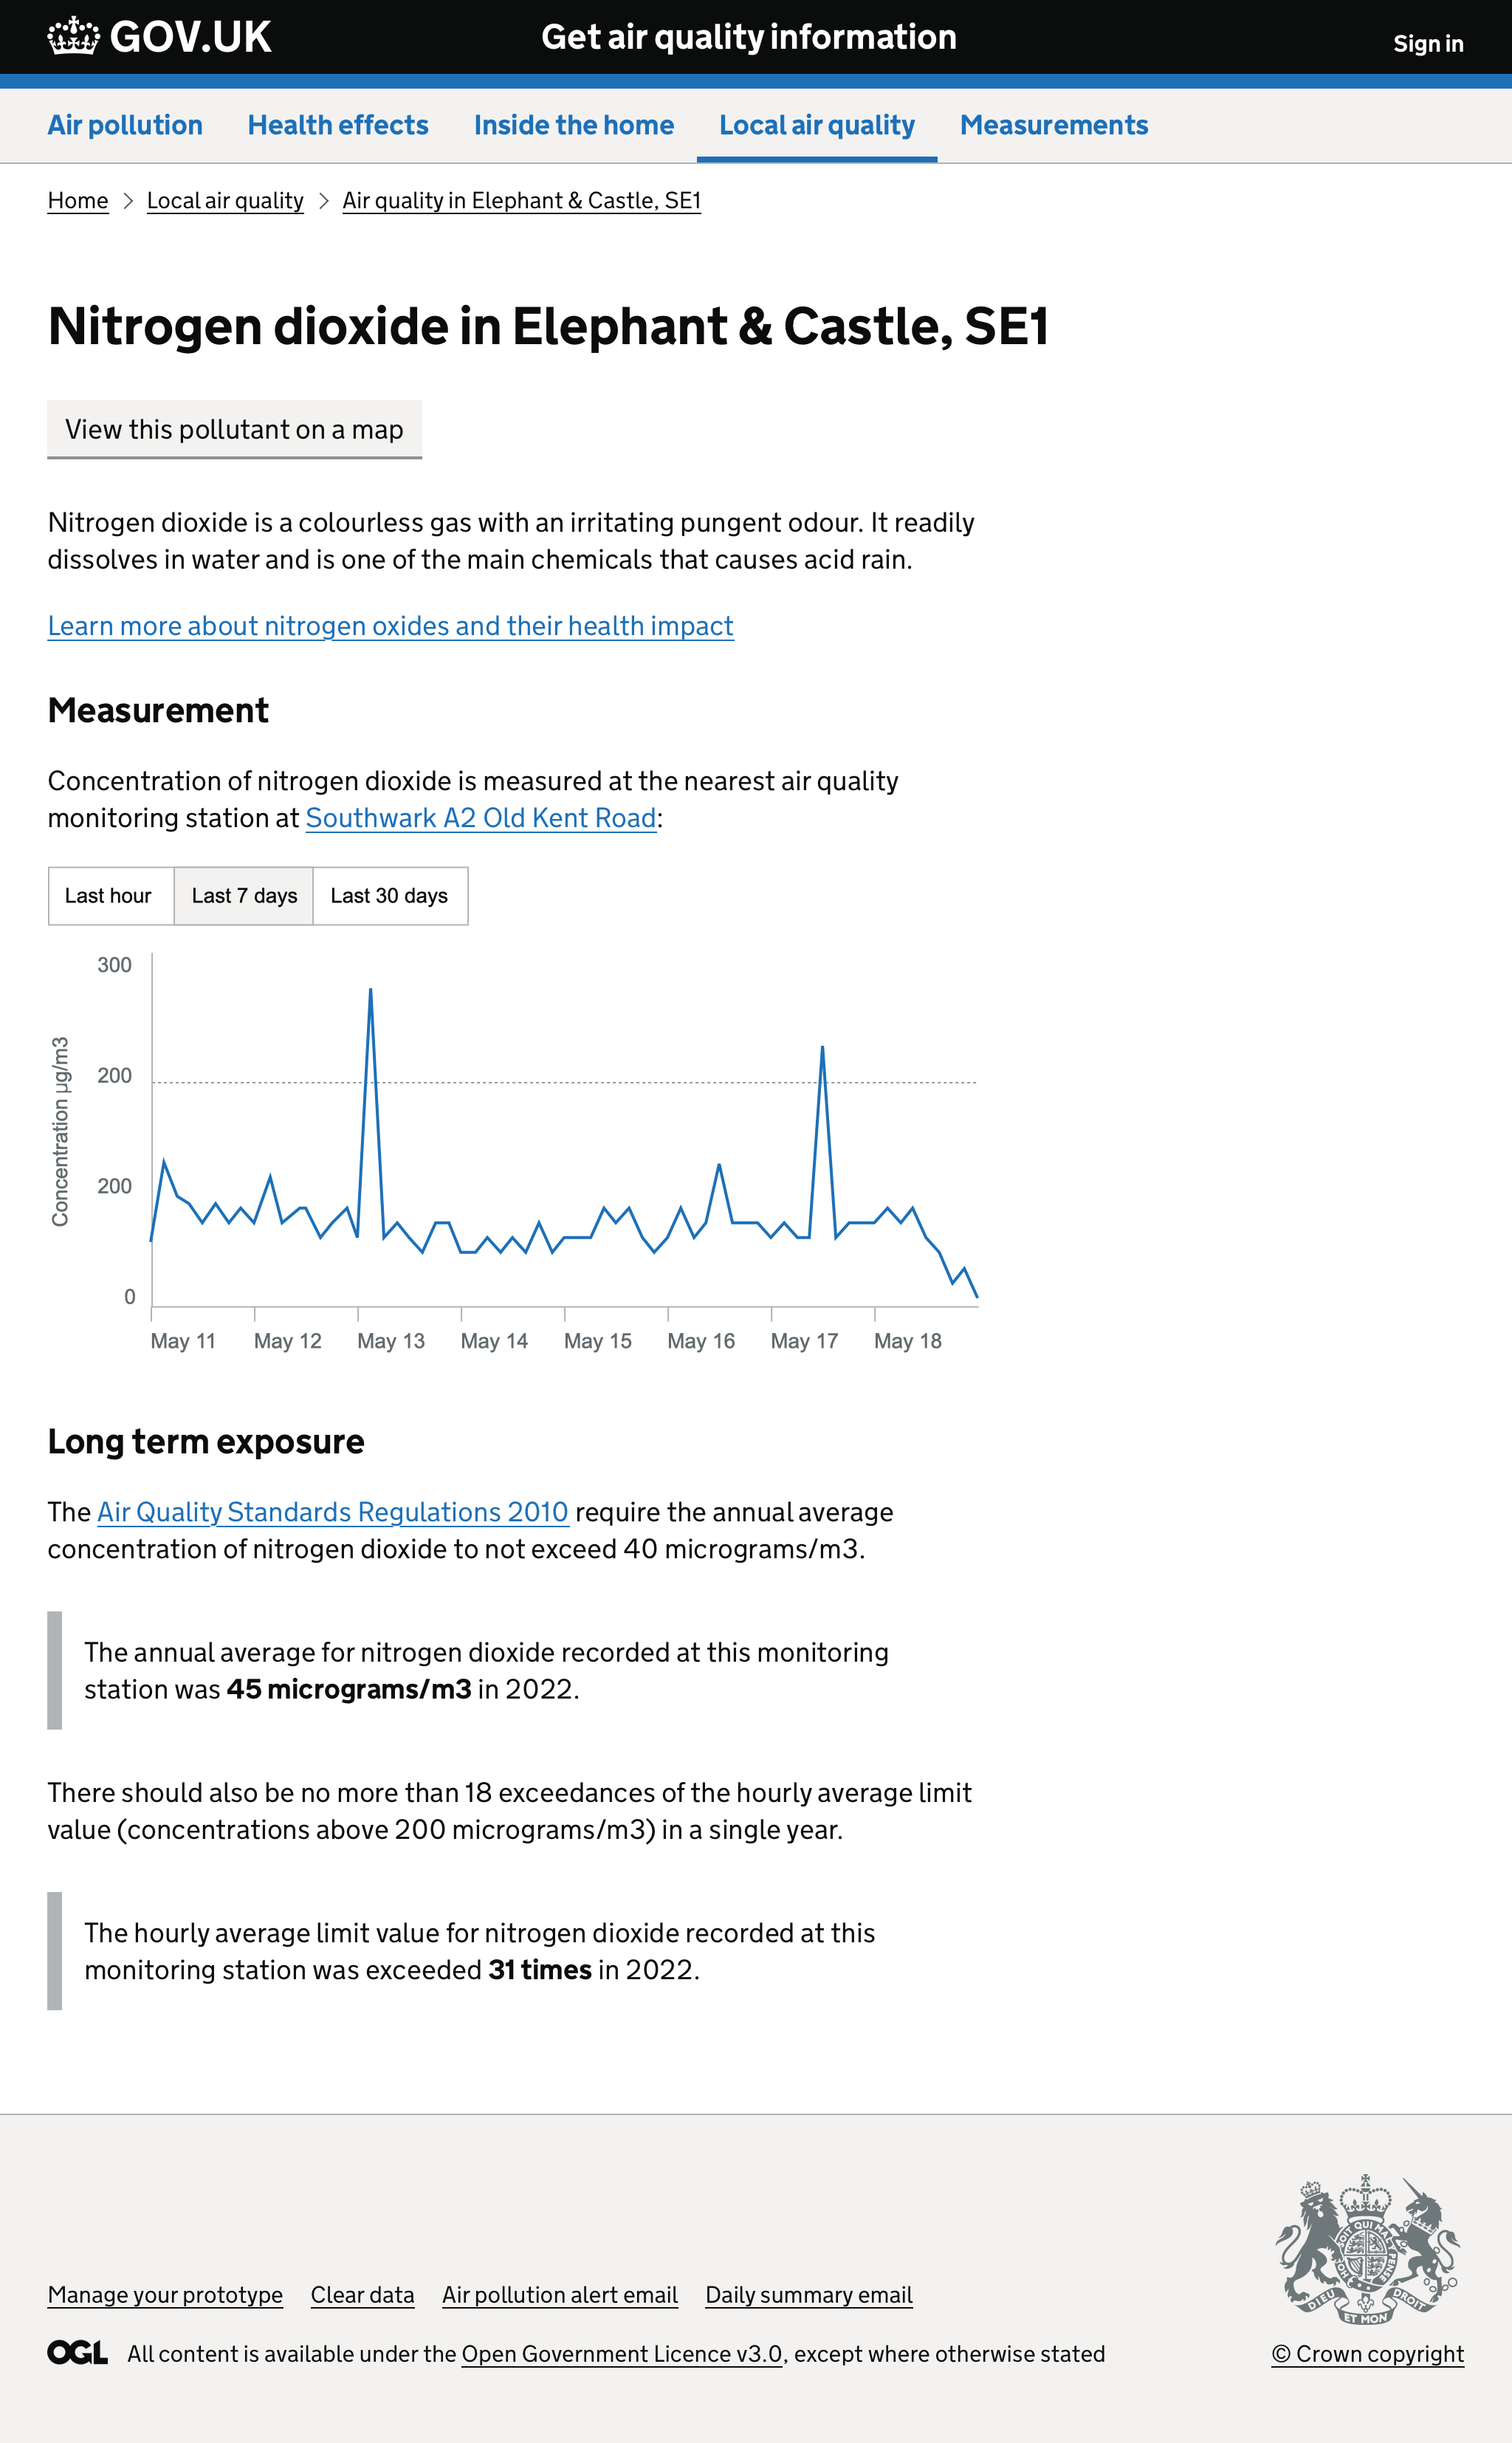 GOV.UK
Get air quality information
Sign in
Air pollution
Health effects
Inside the home
Local air quality
Measurements
Home
Local air quality
Air quality in Elephant & Castle, SE1
Nitrogen dioxide in Elephant & Castle, SE1
View this pollutant on a map
Nitrogen dioxide is a colourless gas with an irritating pungent odour. It readily
dissolves in water and is one of the main chemicals that causes acid rain.
Learn more about nitrogen oxides and their health impact
Measurement
Concentration of nitrogen dioxide is measured at the nearest air quality
monitoring station at Southwark A2 Old Kent Road:
Last hour
Last 7 days
Last 30 days
Concentration µg/m3
300
200
200
0
May 11
May 12
May 13
May 14
May 15
May 16
May 17
May 18
Long term exposure
The Air Quality Standards Regulations 2010 require the annual average
concentration of nitrogen dioxide to not exceed 40 micrograms/m3.
The annual average for nitrogen dioxide recorded at this monitoring
station was 45 micrograms/m3 in 2022.
There should also be no more than 18 exceedances of the hourly average limit
value (concentrations above 200 micrograms/m3) in a single year.
The hourly average limit value for nitrogen dioxide recorded at this
monitoring station was exceeded 31 times in 2022.
DIEU
ET MON
DROIT
Manage your prototype
Clear data
Air pollution alert email
Daily summary email
OGL
All content is available under the Open Government Licence v3.0, except where otherwise stated
© Crown copyright